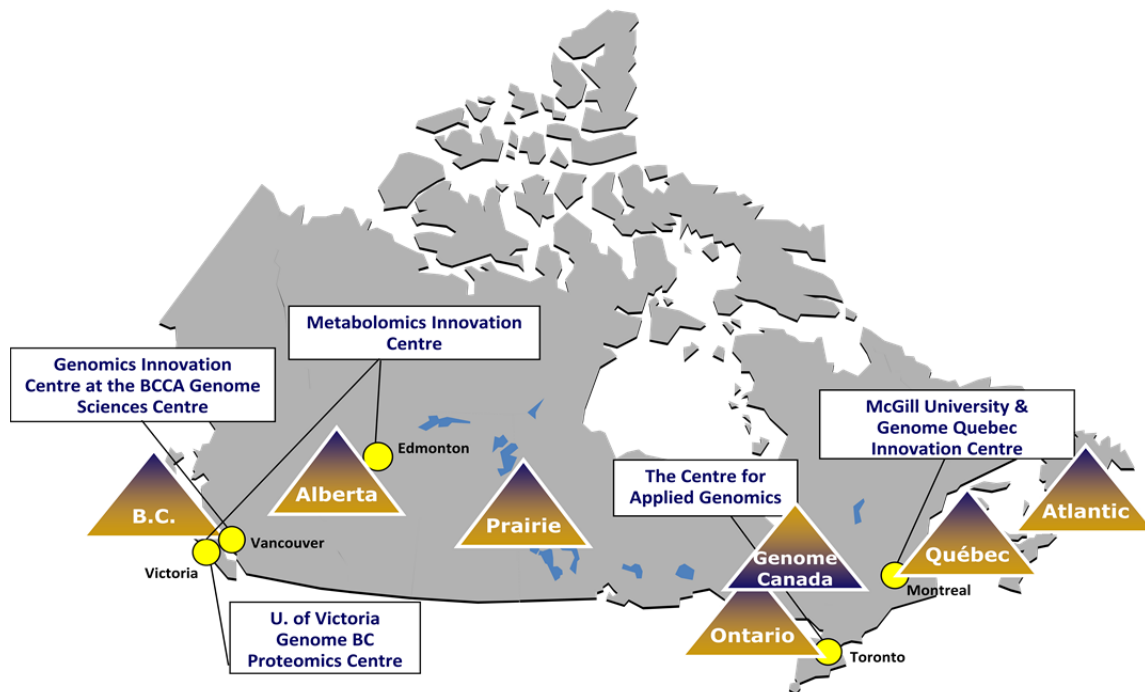 Metabolomics Innovation
Centre
Genomics Innovation
Centre at the BCCA Genome
Sciences Centre
McGill University &
Genome Quebec
Innovation Centre
Edmonton
The Centre for
Applied Genomics
Alberta
B.C.
Prairie
Atlantic
Vancouver
Québec
Genome
Canada
Victoria
Montreal
U. of Victoria
Genome BC
Proteomics Centre
Ontario
Toronto